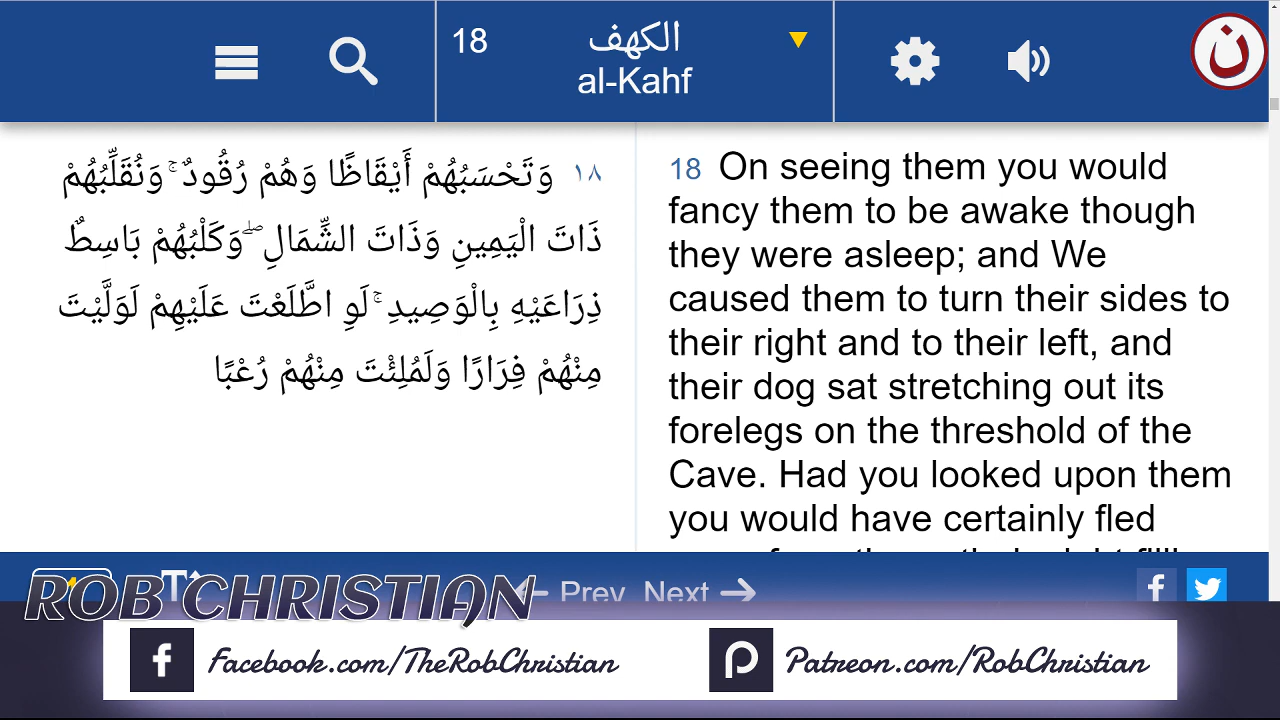 18
الكهف
al-Kahf
ن
١٨ وَتَحْسَبُهُمْ أَيْقَاظًا وَهُمْ رُقُودٌ ۚ وَنُقَلِّبُهُمْ
ذَاتَ الْيَمِينِ وَذَاتَ الشِّمَالِ ۖ وَكَلْبُهُمْ بَاسِطٌ
ذِرَاعَيْهِ بِالْوَصِيدِ ۚ لَوِ اطَّلَعْتَ عَلَيْهِمْ لَوَلَّيْتَ
مِنْهُمْ فِرَارًا وَلَمُلِئْتَ مِنْهُمْ رُعْبًا
18 On seeing them you would
fancy them to be awake though
they were asleep; and We
caused them to turn their sides to
their right and to their left, and
their dog sat stretching out its
forelegs on the threshold of the
Cave. Had you looked upon them
you would have certainly fled
Prev Next
ROB CHRISTIAN
Facebook.com/TheRobChristian
Patreon.com/RobChristian